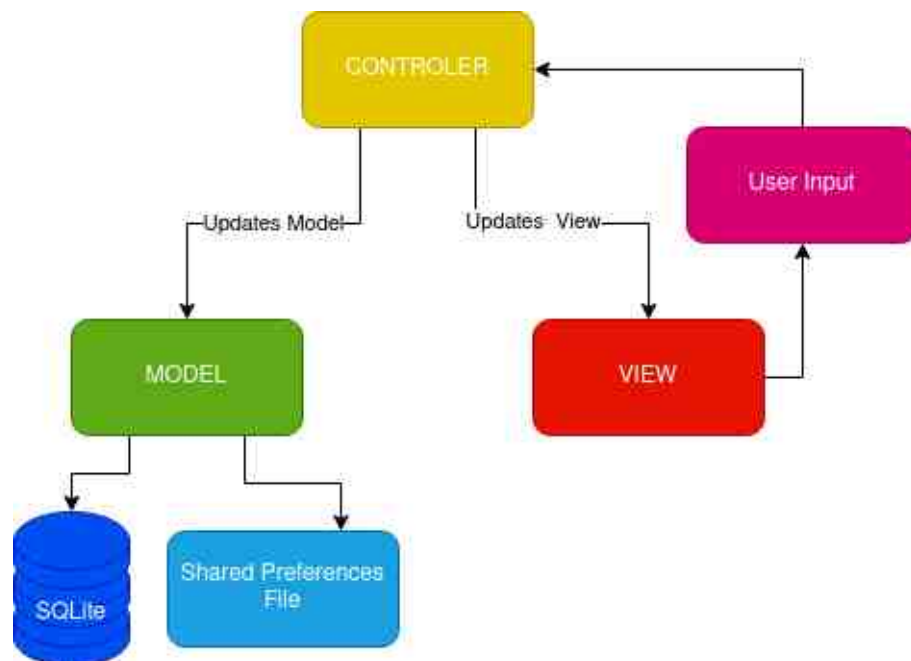 CONTROLER
User Input
Updates Model
Updates View
MODEL
VIEW
Shared Preferences
File
SQLite